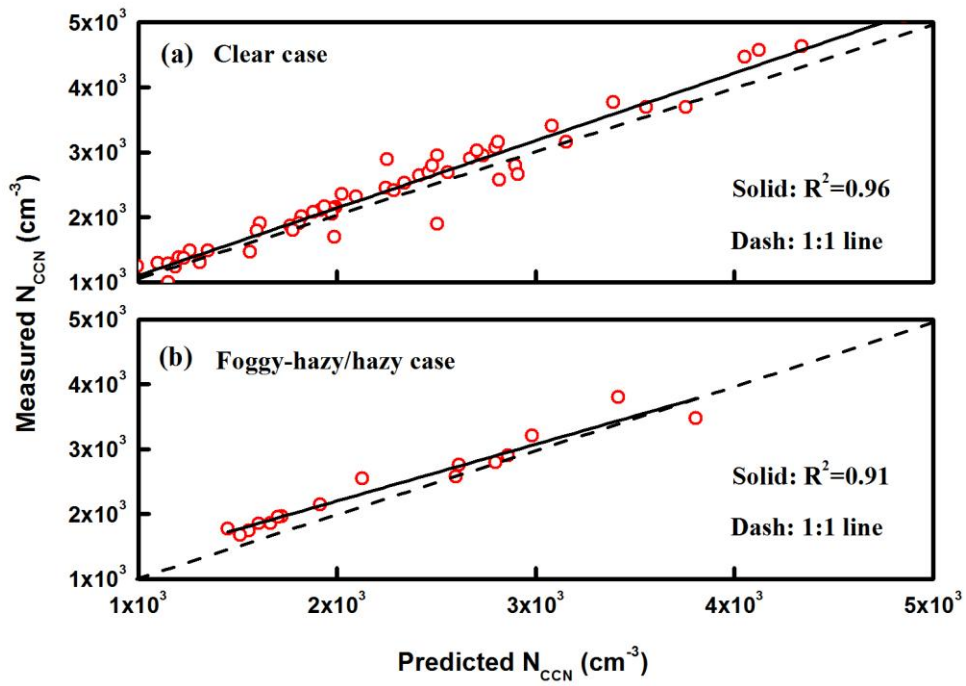 5x10³
(a) Clear case
4x10³
3x10³
Solid: R²=0.96
2x10³
Dash: 1:1 line
1x10³
Measured N_CCN (cm⁻³)
5x10³
(b) Foggy-hazy/hazy case
4x10³
3x10³
Solid: R²=0.91
2x10³
Dash: 1:1 line
1x10³
1x10³ 2x10³ 3x10³ 4x10³ 5x10³
Predicted N_CCN (cm⁻³)